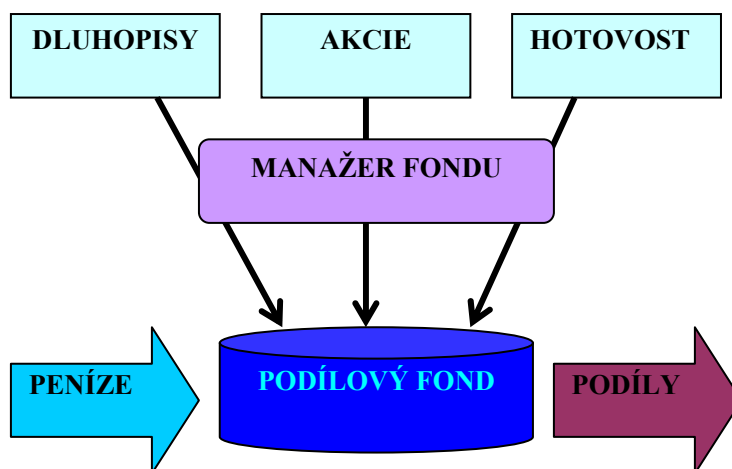 DLUHOPISY
AKCIE
HOTOVOST
MANAŽER FONDU
PENÍZE
PODÍLOVÝ FOND
PODÍLY